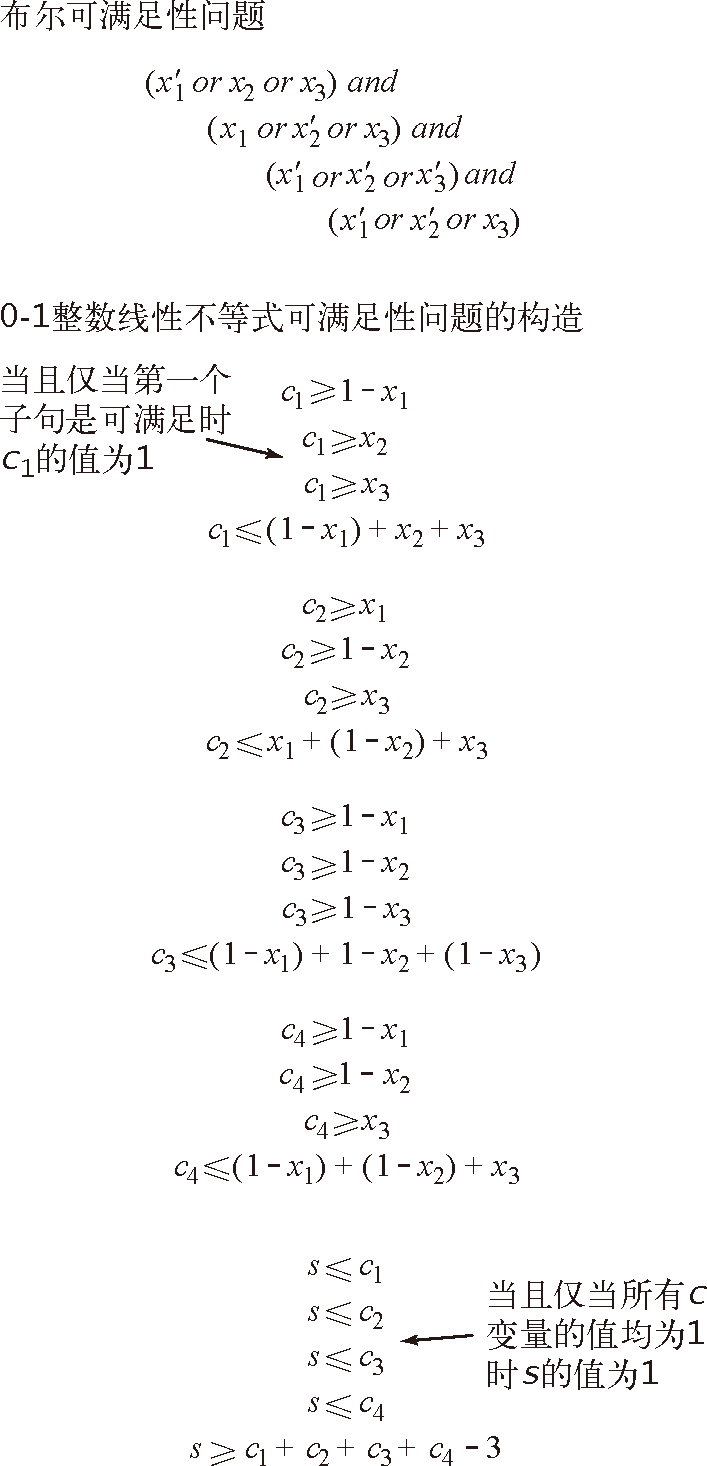 布尔可满足性问题
(x′₁ or x₂ or x₃) and
(x₁ or x′₂ or x₃) and
(x′₁ or x′₂ or x′₃) and
(x′₁ or x′₂ or x₃)
0-1整数线性不等式可满足性问题的构造
当且仅当第一个
子句是可满足时
c₁的值为1
c₁⩾1−x₁
c₁⩾x₂
c₁⩾x₃
c₁⩽(1−x₁) + x₂ + x₃
c₂⩾x₁
c₂⩾1−x₂
c₂⩾x₃
c₂⩽x₁ + (1−x₂) + x₃
c₃⩾1−x₁
c₃⩾1−x₂
c₃⩾1−x₃
c₃⩽(1−x₁) + 1−x₂ + (1−x₃)
c₄⩾1−x₁
c₄⩾1−x₂
c₄⩾x₃
c₄⩽(1−x₁) + (1−x₂) + x₃
s⩽c₁
s⩽c₂
s⩽c₃
s⩽c₄
s⩾c₁ + c₂ + c₃ + c₄ −3
当且仅当所有c
变量的值均为1
时s的值为1